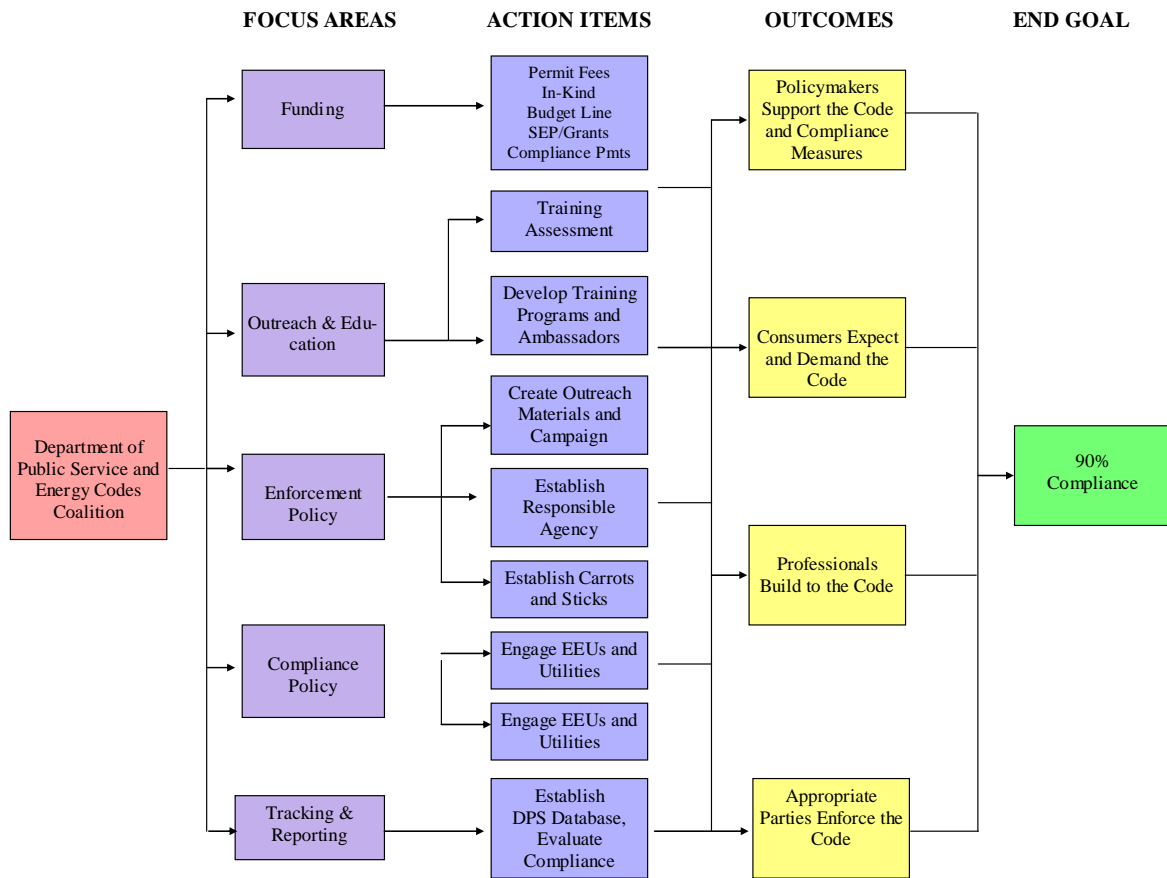 FOCUS AREAS
ACTION ITEMS
OUTCOMES
END GOAL
Department of
Public Service and
Energy Codes
Coalition
Funding
Outreach & Edu-
cation
Enforcement
Policy
Compliance
Policy
Tracking &
Reporting
Permit Fees
In-Kind
Budget Line
SEP/Grants
Compliance Pmts
Training
Assessment
Develop Training
Programs and
Ambassadors
Create Outreach
Materials and
Campaign
Establish
Responsible
Agency
Establish Carrots
and Sticks
Engage EEUs and
Utilities
Engage EEUs and
Utilities
Establish
DPS Database,
Evaluate
Compliance
Policymakers
Support the Code
and Compliance
Measures
Consumers Expect
and Demand the
Code
Professionals
Build to the Code
Appropriate
Parties Enforce the
Code
90%
Compliance